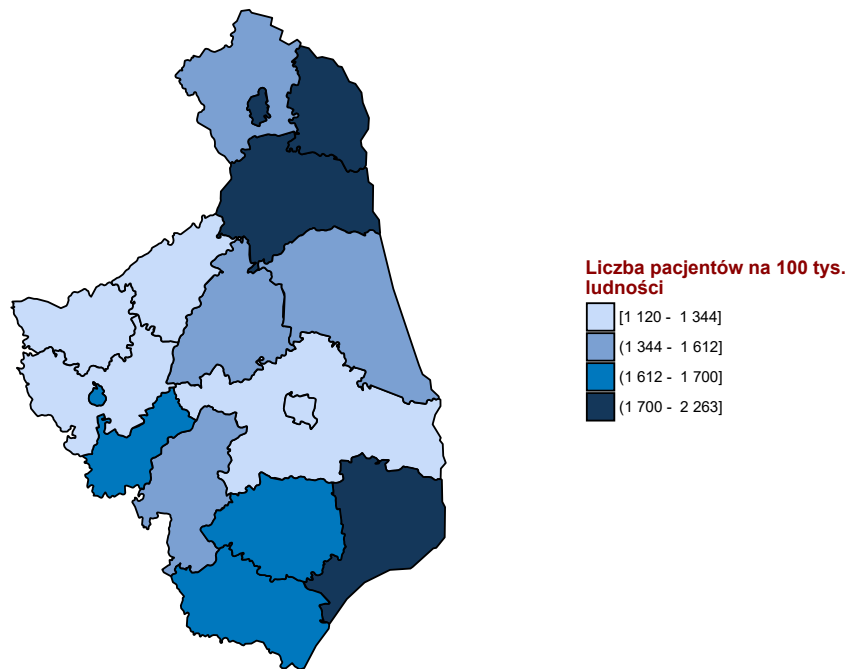 Liczba pacjentów na 100 tys.
ludności
[1 120 - 1 344]
(1 344 - 1 612]
(1 612 - 1 700]
(1 700 - 2 263]